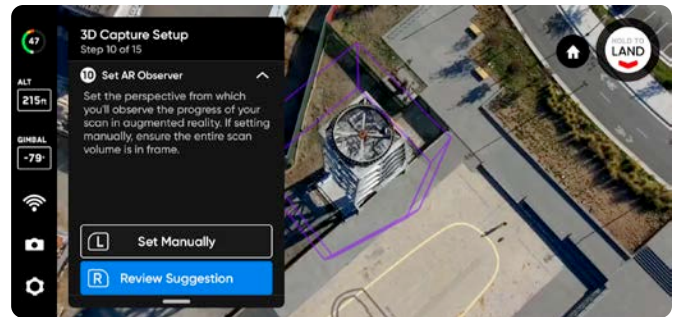 47
ALT
215ft
GIMBAL
-79°
3D Capture Setup
Step 10 of 15
10 Set AR Observer
Set the perspective from which
you'll observe the progress of your
scan in augmented reality. If setting
manually, ensure the entire scan
volume is in frame.
L Set Manually
R Review Suggestion
HOLD TO
LAND